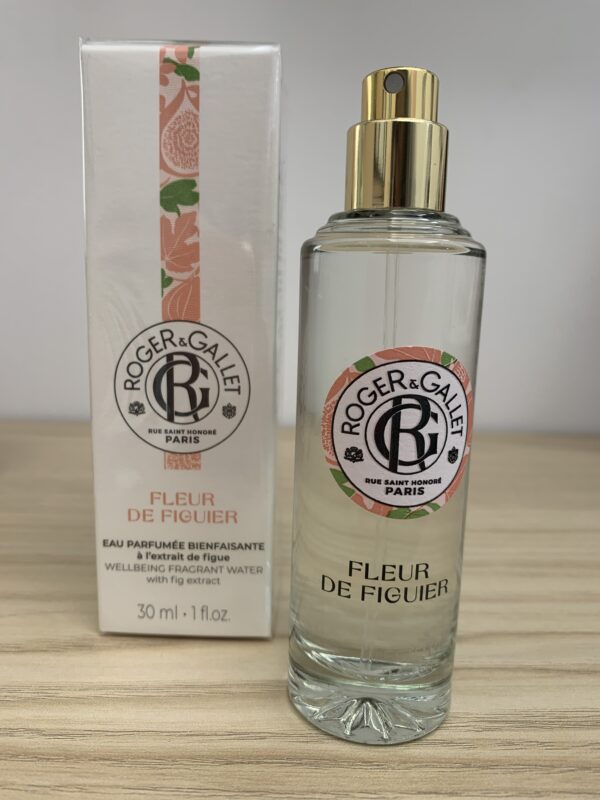 ROGER & GALLET
RG
RUE SAINT HONORÉ
PARIS
FLEUR
DE FIGUIER
EAU PARFUMÉE BIENFAISANTE
à l'extrait de figue
WELLBEING FRAGRANT WATER
with fig extract
30 ml • 1 fl.oz.
ROGER & GALLET
RG
RUE SAINT HONORÉ
PARIS
FLEUR
DE FIGUIER